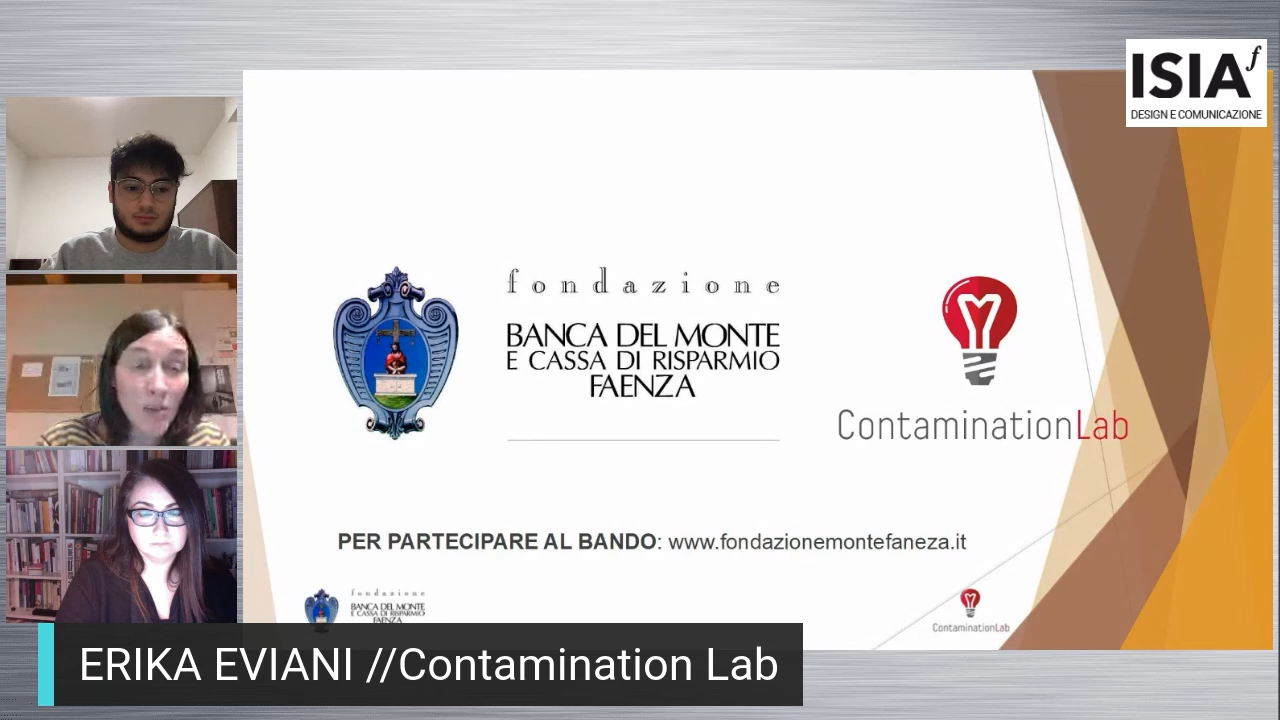 ISIAf
DESIGN E COMUNICAZIONE
fondazione
BANCA DEL MONTE
E CASSA DI RISPARMIO
FAENZA
ContaminationLab
PER PARTECIPARE AL BANDO: www.fondazionemontefaneza.it
fondazione
BANCA DEL MONTE
E CASSA DI RISPARMIO
FAENZA
ContaminationLab
ERIKA EVIANI //Contamination Lab